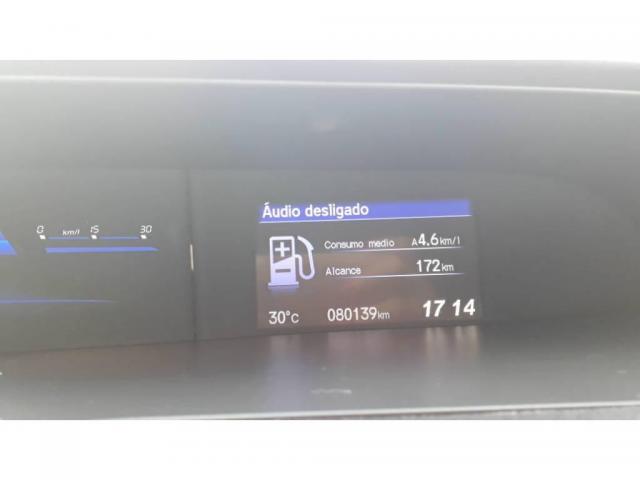 0 km/l 15 30
Áudio desligado
Consumo medio A4.6km/l
Alcance 172km
30°c 080139km 17 14